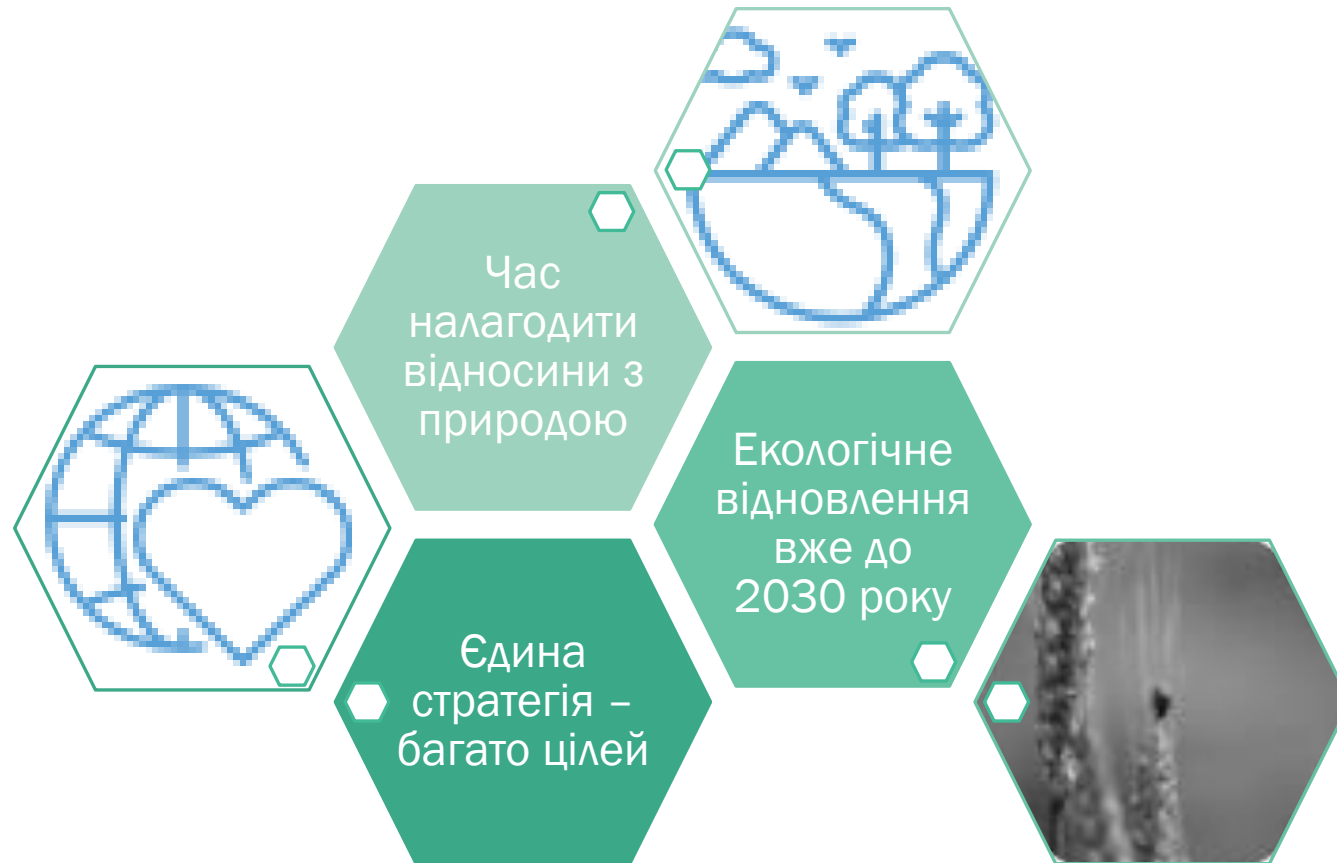 Час
налагодити
відносини з
природою
Екологічне
відновлення
вже до
2030 року
Єдина
стратегія –
багато цілей